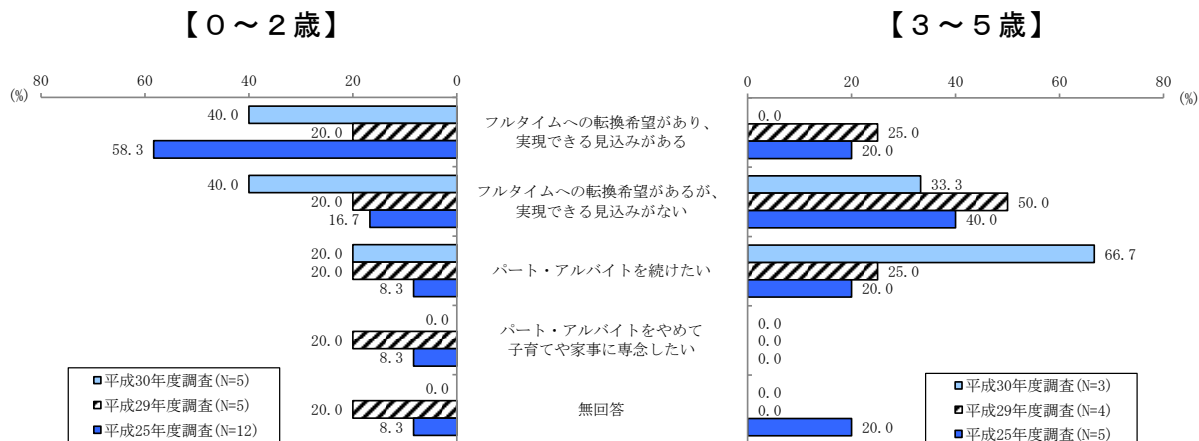 【０～２歳】
【３～５歳】
80 60 40 20 0
(%)
0 20 40 60 80
(%)
40.0
20.0
58.3
フルタイムへの転換希望があり、
実現できる見込みがある
0.0
25.0
20.0
40.0
20.0
16.7
フルタイムへの転換希望があるが、
実現できる見込みがない
33.3
50.0
40.0
20.0
20.0
8.3
パート・アルバイトを続けたい
66.7
25.0
20.0
0.0
20.0
8.3
パート・アルバイトをやめて
子育てや家事に専念したい
0.0
0.0
0.0
0.0
20.0
8.3
無回答
0.0
0.0
20.0
平成30年度調査(N=5)
平成29年度調査(N=5)
平成25年度調査(N=12)
平成30年度調査(N=3)
平成29年度調査(N=4)
平成25年度調査(N=5)